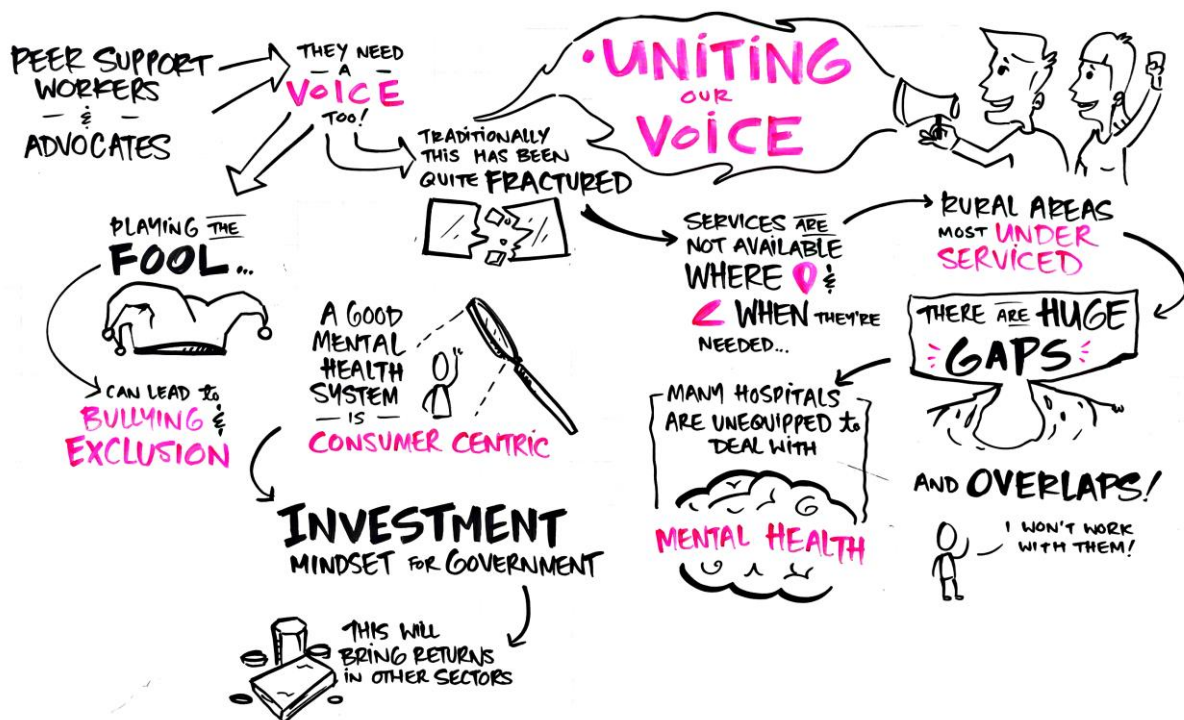 • UNITING
OUR
VOICE
PEER SUPPORT
WORKERS
&
ADVOCATES
THEY NEED
A
VOICE
TOO!
TRADITIONALLY
THIS HAS BEEN
QUITE FRACTURED
PLAYING THE
FOOL...
CAN LEAD to
BULLYING &
EXCLUSION
A GOOD
MENTAL
HEALTH
SYSTEM
IS
CONSUMER CENTRIC
INVESTMENT
MINDSET FOR GOVERNMENT
THIS WILL
BRING RETURNS
IN OTHER SECTORS
SERVICES ARE
NOT AVAILABLE
WHERE &
WHEN THEY'RE
NEEDED...
RURAL AREAS
MOST UNDER
SERVICED
THERE ARE HUGE
GAPS
AND OVERLAPS!
I WON'T WORK
WITH THEM!
MANY HOSPITALS
ARE UNEQUIPPED to
DEAL WITH
MENTAL HEALTH